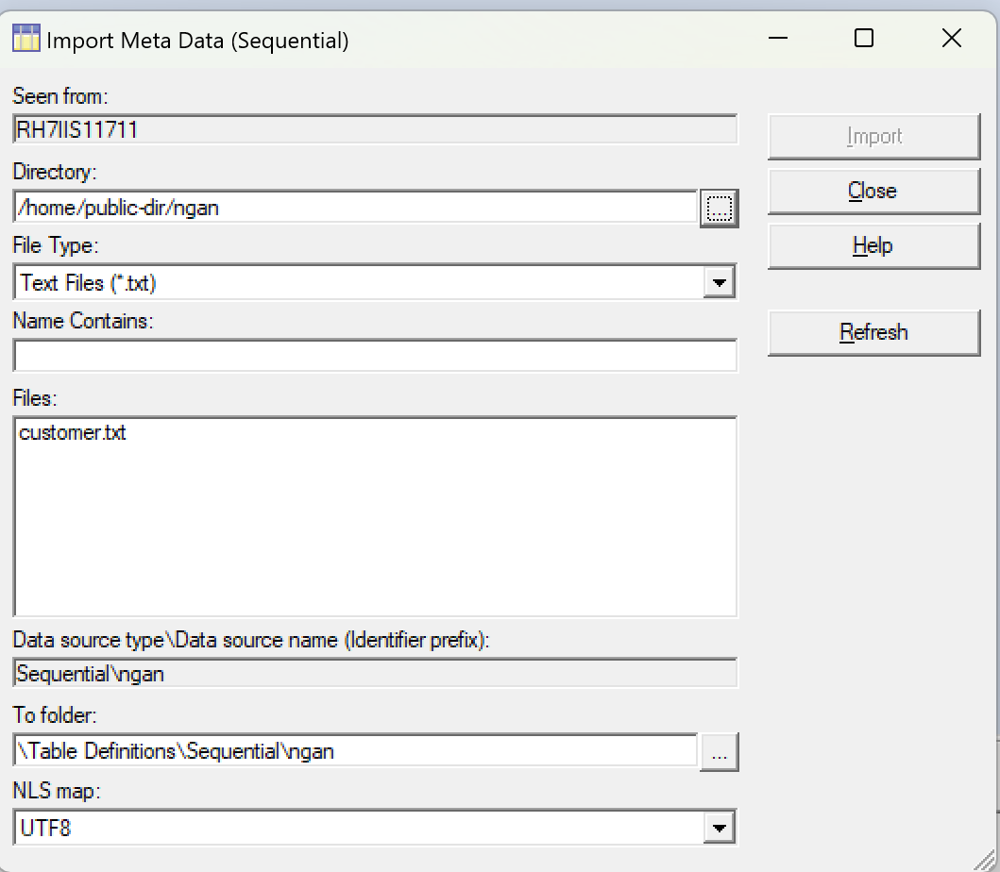 Import Meta Data (Sequential)
Seen from:
RH7IIS11711
Import
Directory:
Close
/home/public-dir/ngan
...
File Type:
Help
Text Files (*.txt)
Name Contains:
Refresh
Files:
customer.txt
Data source type\Data source name (Identifier prefix):
Sequential\ngan
To folder:
\Table Definitions\Sequential\ngan
...
NLS map:
UTF8